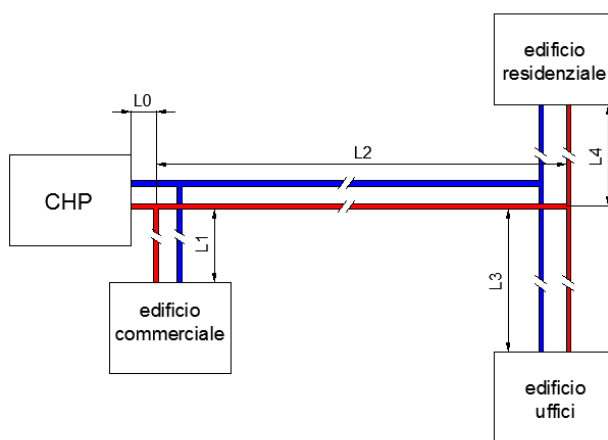 edificio
residenziale
L0
L2
L4
CHP
L1
L3
edificio
commerciale
edificio
uffici